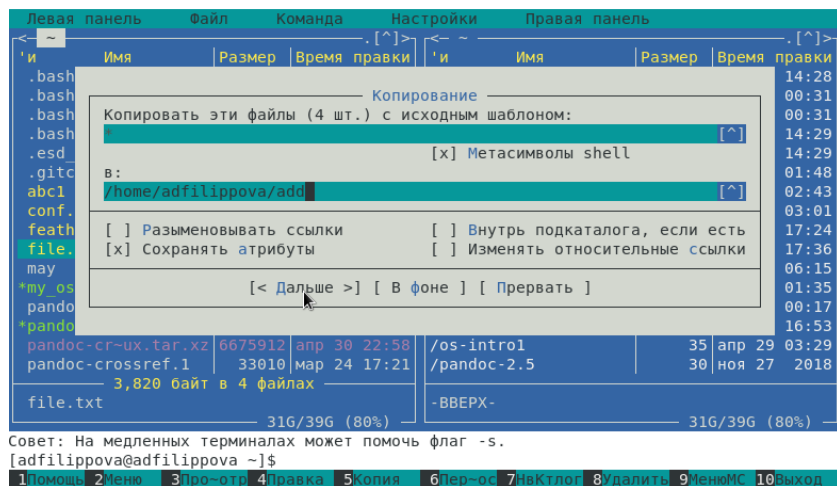 Левая панель Файл Команда Настройки Правая панель
<— ~ .[^]> <— ~ .[^]>
'и Имя Размер Время правки 'и Имя Размер Время правки
.bash 14:28
.bash 00:31
.bash 00:31
.bash 14:29
.esd_ 14:29
.gitc 01:48
abc1 02:43
conf. 03:01
feath 17:24
file. 17:36
may 06:15
*my_os 01:35
pando 00:17
*pando 16:53
Копирование
Копировать эти файлы (4 шт.) с исходным шаблоном:
* [^]
[x] Метасимволы shell
в:
/home/adfilippova/add [^]
[ ] Разыменовывать ссылки [ ] Внутрь подкаталога, если есть
[x] Сохранять атрибуты [ ] Изменять относительные ссылки
[< Дальше >] [ В фоне ] [ Прервать ]
pandoc-cr~ux.tar.xz 6675912 апр 30 22:58 /os-intro1 35 апр 29 03:29
pandoc-crossref.1 33010 мар 24 17:21 /pandoc-2.5 30 ноя 27 2018
3,820 байт в 4 файлах
file.txt -ВВЕРХ-
31G/39G (80%) 31G/39G (80%)
Совет: На медленных терминалах может помочь флаг -s.
[adfilippova@adfilippova ~]$
1Помощь 2Меню 3Про~отр 4Правка 5Копия 6Пер~ос 7НвКтлог 8Удалить 9МенюМС 10Выход